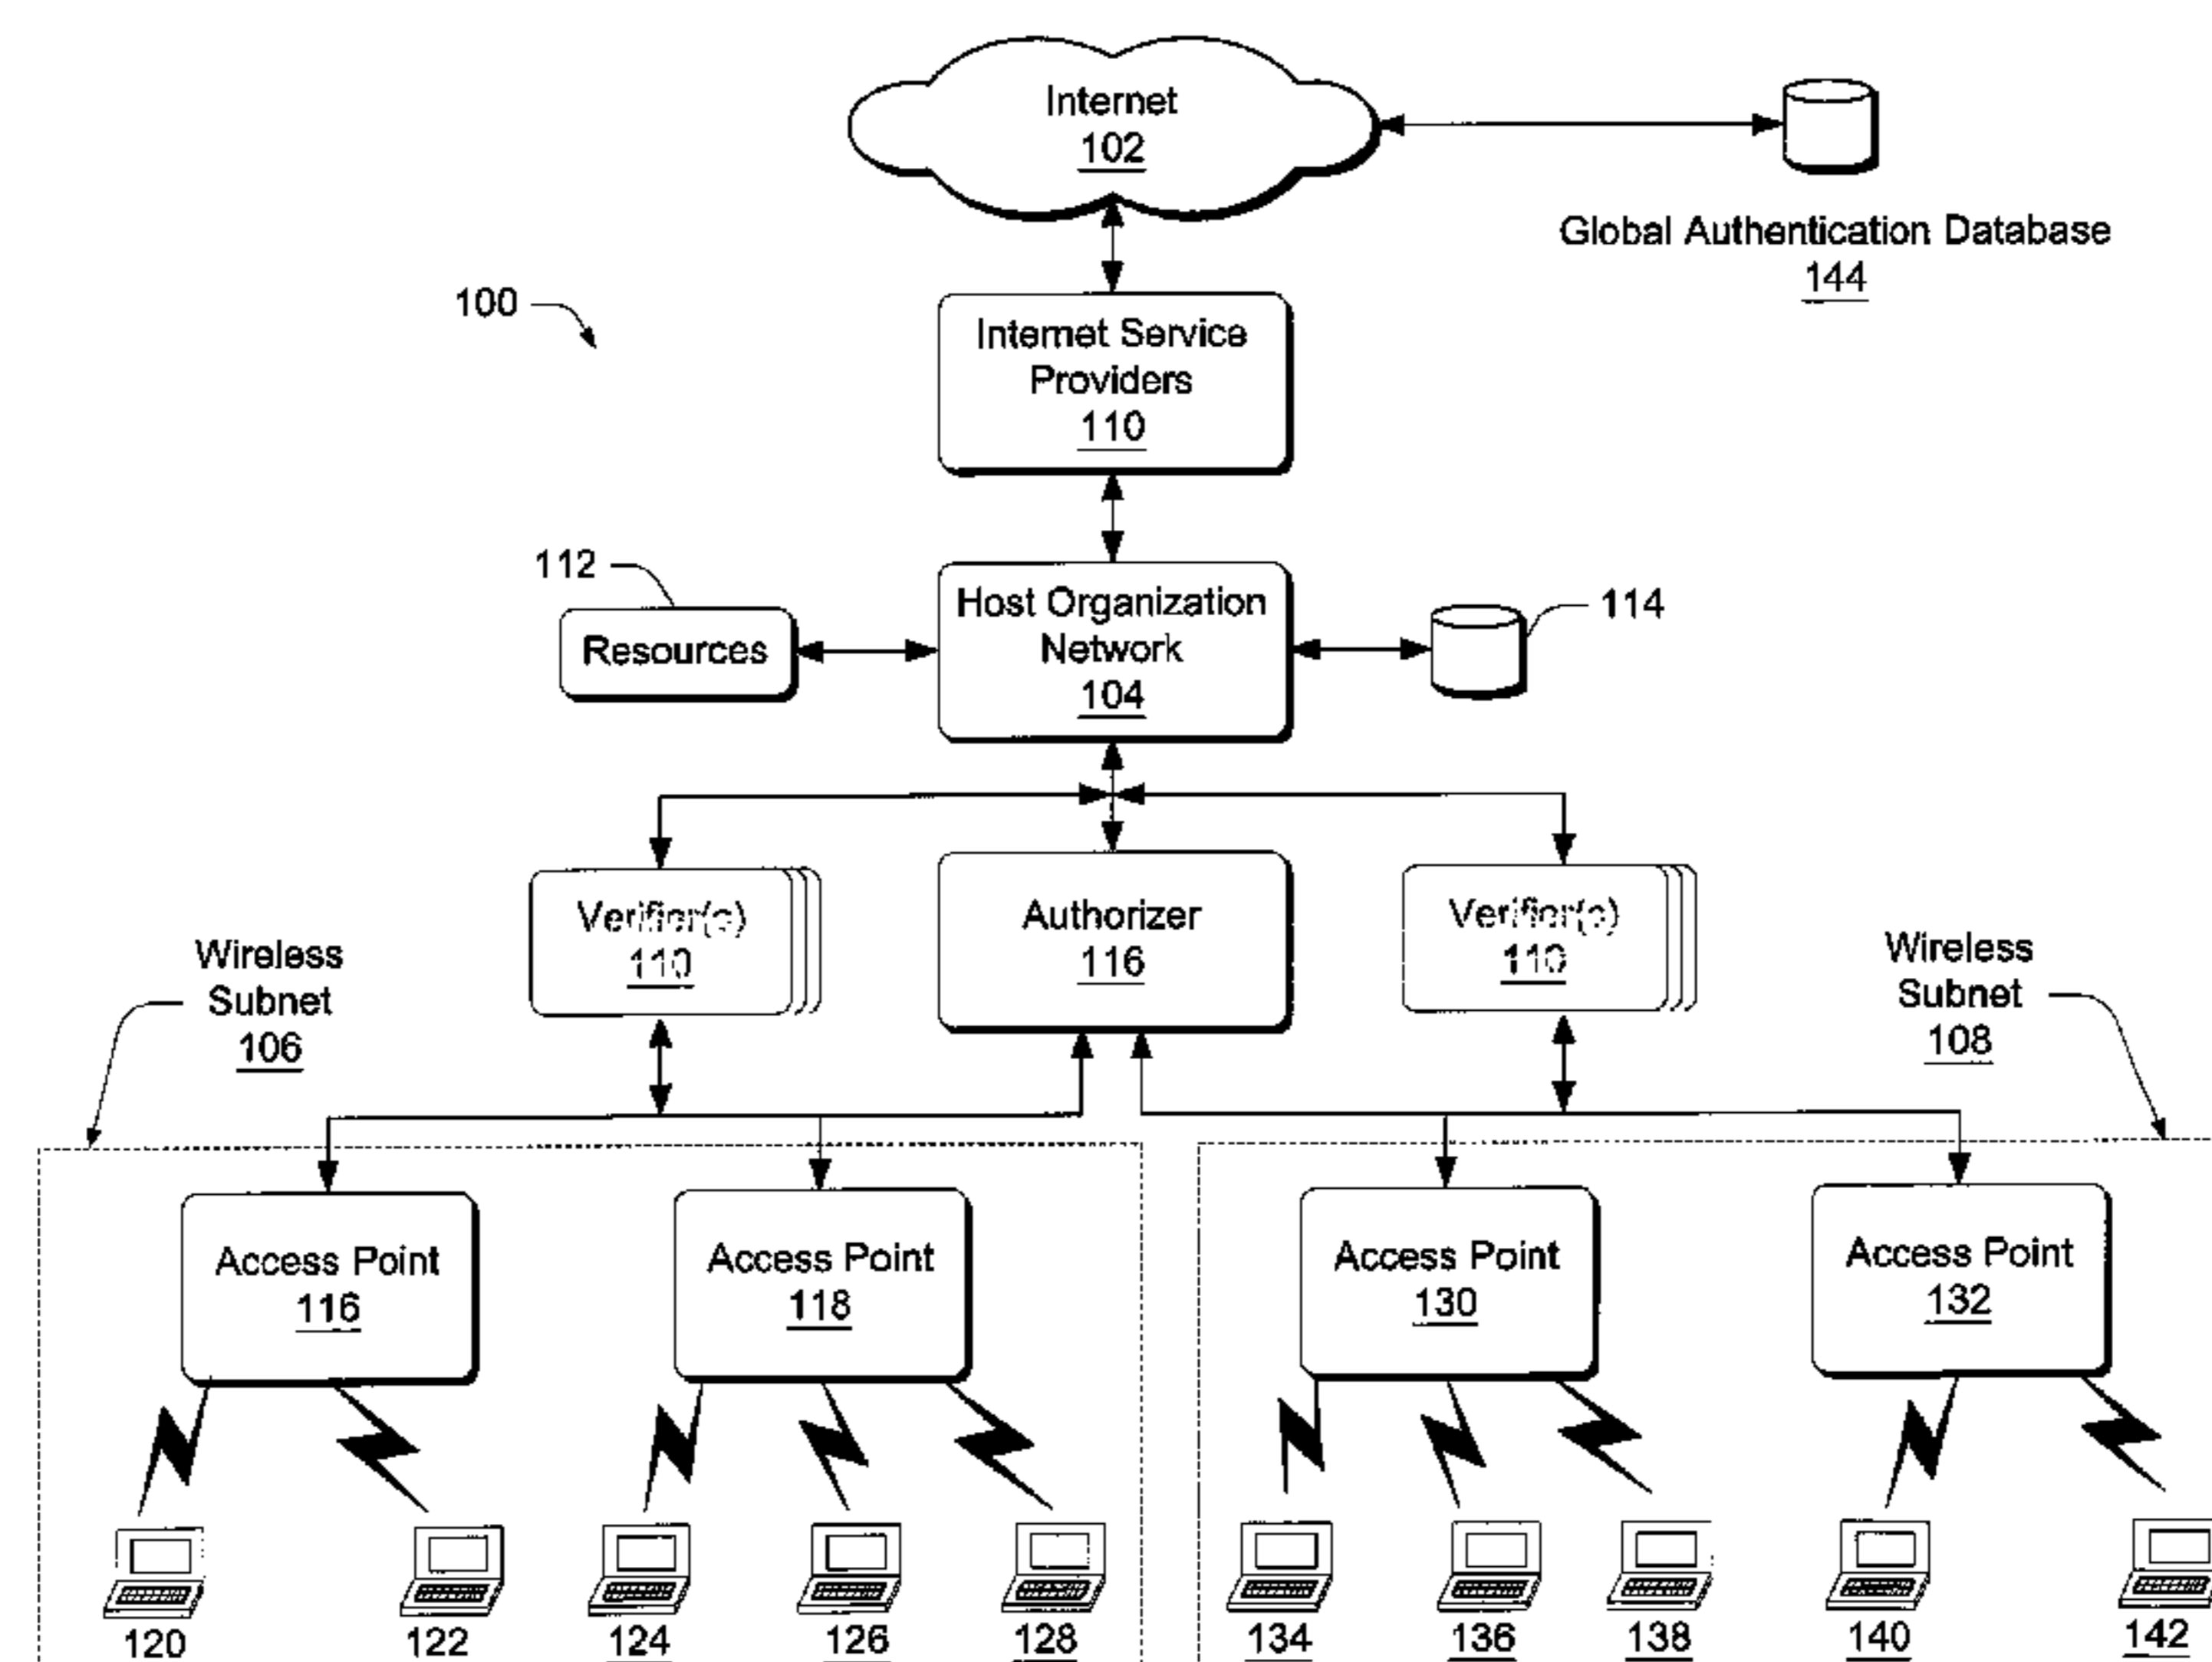 Internet
102
Global Authentication Database
144
100
Internet Service
Providers
110
112
Resources
Host Organization
Network
104
114
Verifier(s)
110
Authorizer
116
Verifier(s)
110
Wireless
Subnet
106
Wireless
Subnet
108
Access Point
116
Access Point
118
Access Point
130
Access Point
132
120
122
124
126
128
134
136
138
140
142